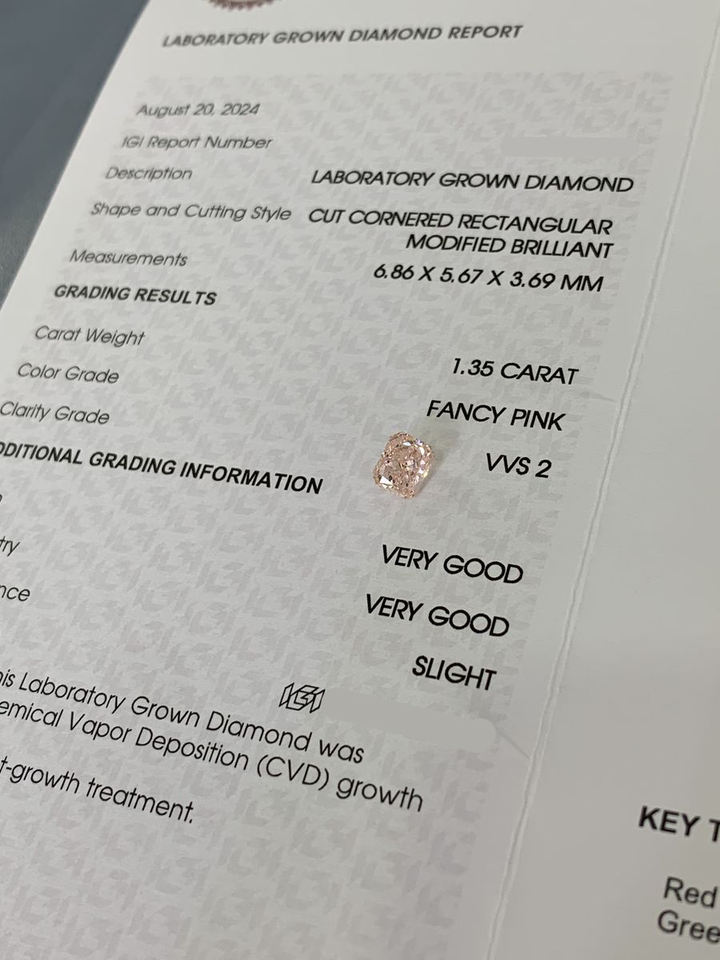 LABORATORY GROWN DIAMOND REPORT
August 20, 2024
IGI Report Number
Description LABORATORY GROWN DIAMOND
Shape and Cutting Style CUT CORNERED RECTANGULAR
MODIFIED BRILLIANT
Measurements 6.86 X 5.67 X 3.69 MM
GRADING RESULTS
Carat Weight 1.35 CARAT
Color Grade FANCY PINK
Clarity Grade VVS 2
DDITIONAL GRADING INFORMATION
VERY GOOD
try VERY GOOD
nce SLIGHT
IGI
is Laboratory Grown Diamond was
emical Vapor Deposition (CVD) growth
t-growth treatment.
KEY T
Red
Gree